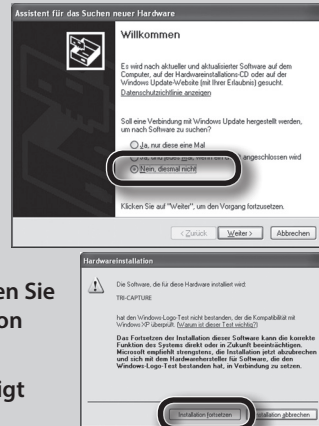 Assistent für das Suchen neuer Hardware
Willkommen
Es wird nach aktueller und aktualisierter Software auf dem
Computer, auf der Hardwareinstallations-CD oder auf der
Windows Update-Website (mit Ihrer Erlaubnis) gesucht.
Datenschutzrichtlinie anzeigen
Soll eine Verbindung mit Windows Update hergestellt werden,
um nach Software zu suchen?
Ja, nur diese eine Mal
Ja, und jedes Mal, wenn ein angeschlossen wird
Nein, diesmal nicht
Klicken Sie auf "Weiter", um den Vorgang fortzusetzen.
< Zurück Weiter > Abbrechen
en Sie
on
igt
Hardwareinstallation
Die Software, die für diese Hardware installiert wird:
TRI-CAPTURE
hat den Windows-Logo-Test nicht bestanden, der die Kompatibilität mit
Windows XP überprüft. (Warum ist dieser Test wichtig?)
Das Fortsetzen der Installation dieser Software kann die korrekte
Funktion des Systems direkt oder in Zukunft beeinträchtigen.
Microsoft empfiehlt strengstens, die Installation jetzt abzubrechen
und sich mit dem Hardwarehersteller für Software, die den
Windows-Logo-Test bestanden hat, in Verbindung zu setzen.
Installation fortsetzen Installation abbrechen